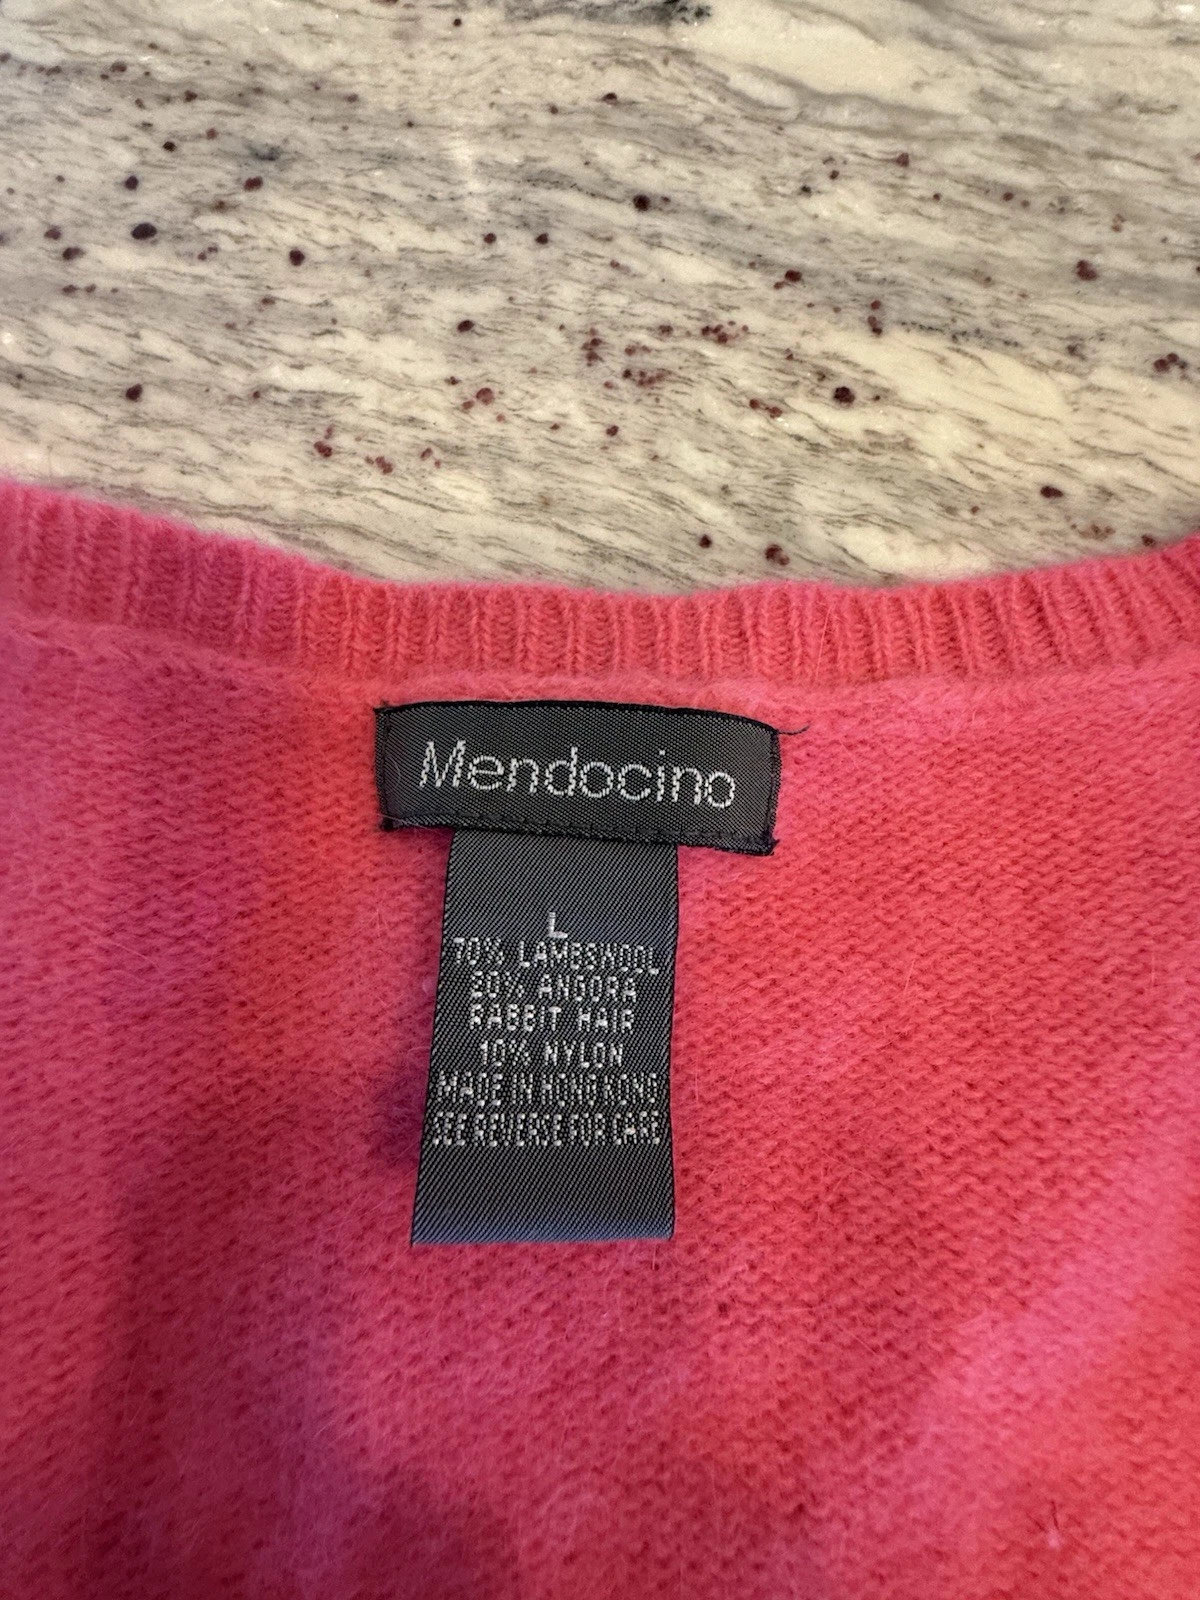 Mendocino
L
70% LAMBSWOOL
20% ANGORA
RABBIT HAIR
10% NYLON
MADE IN HONG KONG
SEE REVERSE FOR CARE